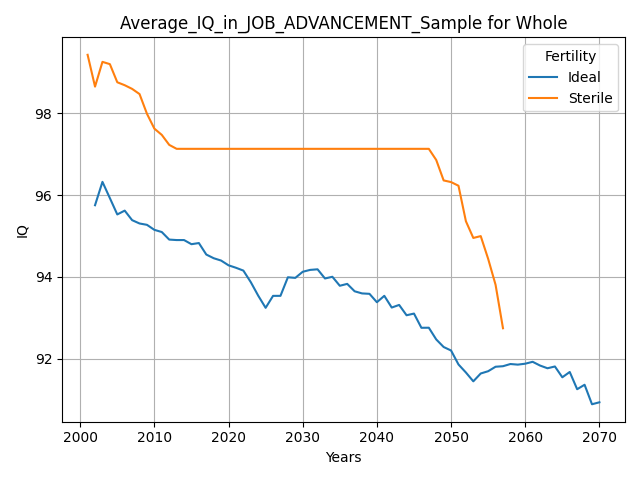 Average_IQ_in_JOB_ADVANCEMENT_Sample for Whole
Fertility
Ideal
Sterile
98
96
94
92
IQ
2000 2010 2020 2030 2040 2050 2060 2070
Years